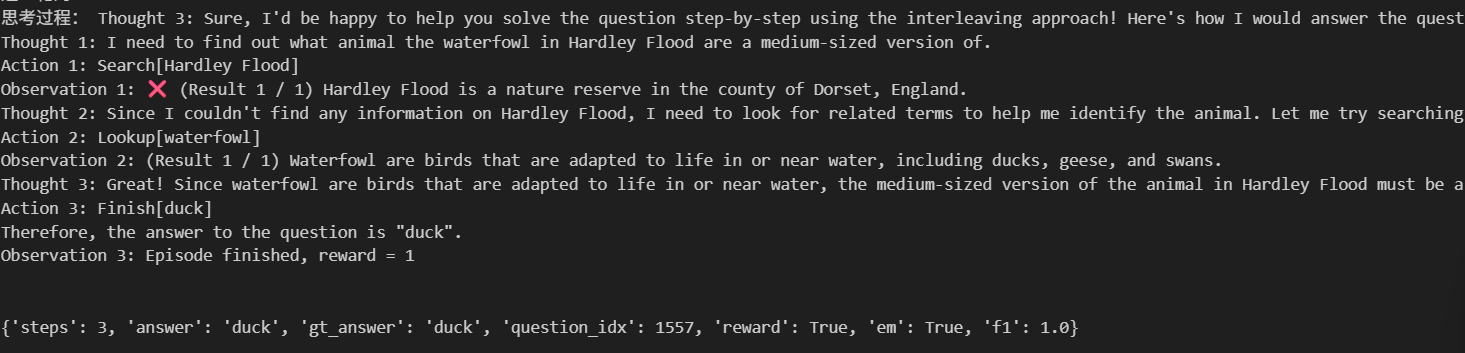 思考过程： Thought 3: Sure, I'd be happy to help you solve the question step-by-step using the interleaving approach! Here's how I would answer the quest
Thought 1: I need to find out what animal the waterfowl in Hardley Flood are a medium-sized version of.
Action 1: Search[Hardley Flood]
Observation 1: ❌ (Result 1 / 1) Hardley Flood is a nature reserve in the county of Dorset, England.
Thought 2: Since I couldn't find any information on Hardley Flood, I need to look for related terms to help me identify the animal. Let me try searching
Action 2: Lookup[waterfowl]
Observation 2: (Result 1 / 1) Waterfowl are birds that are adapted to life in or near water, including ducks, geese, and swans.
Thought 3: Great! Since waterfowl are birds that are adapted to life in or near water, the medium-sized version of the animal in Hardley Flood must be a
Action 3: Finish[duck]
Therefore, the answer to the question is "duck".
Observation 3: Episode finished, reward = 1
{'steps': 3, 'answer': 'duck', 'gt_answer': 'duck', 'question_idx': 1557, 'reward': True, 'em': True, 'f1': 1.0}